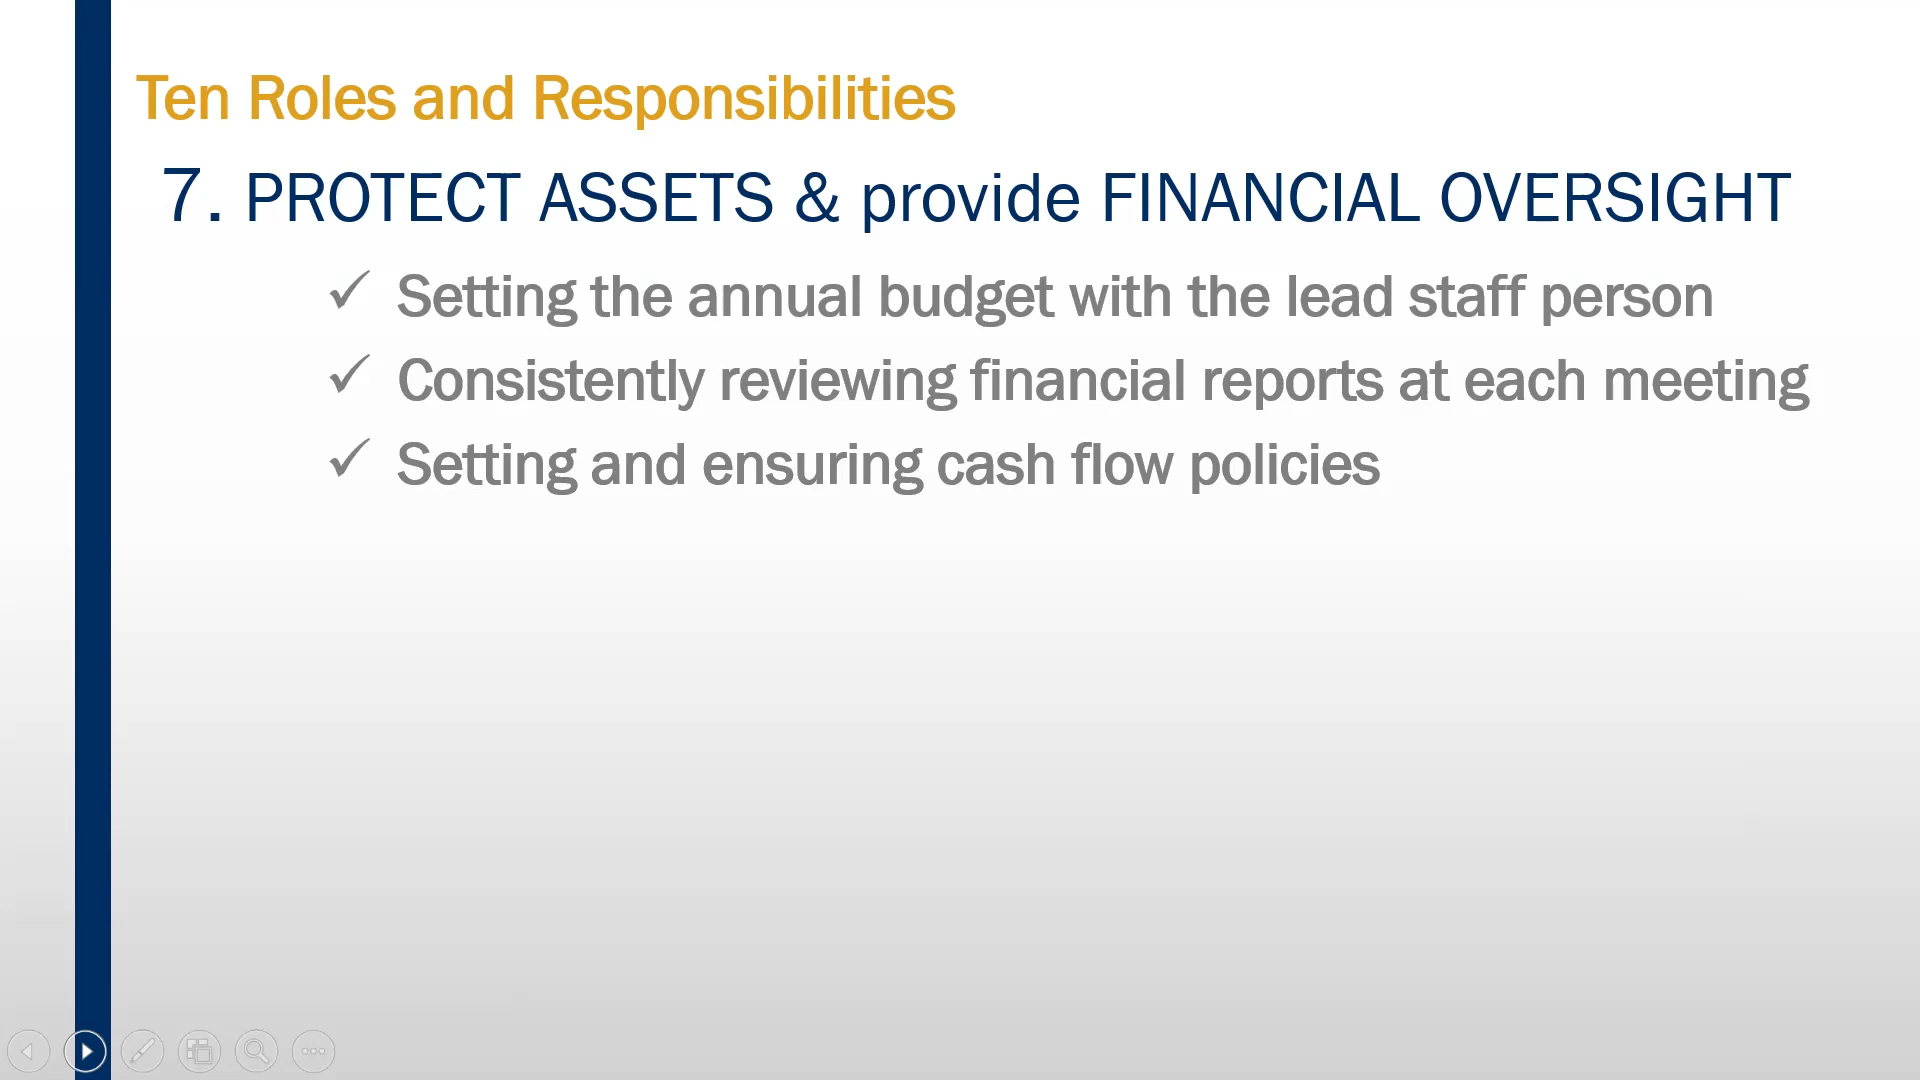 Ten Roles and Responsibilities
7. PROTECT ASSETS & provide FINANCIAL OVERSIGHT
✓ Setting the annual budget with the lead staff person
✓ Consistently reviewing financial reports at each meeting
✓ Setting and ensuring cash flow policies